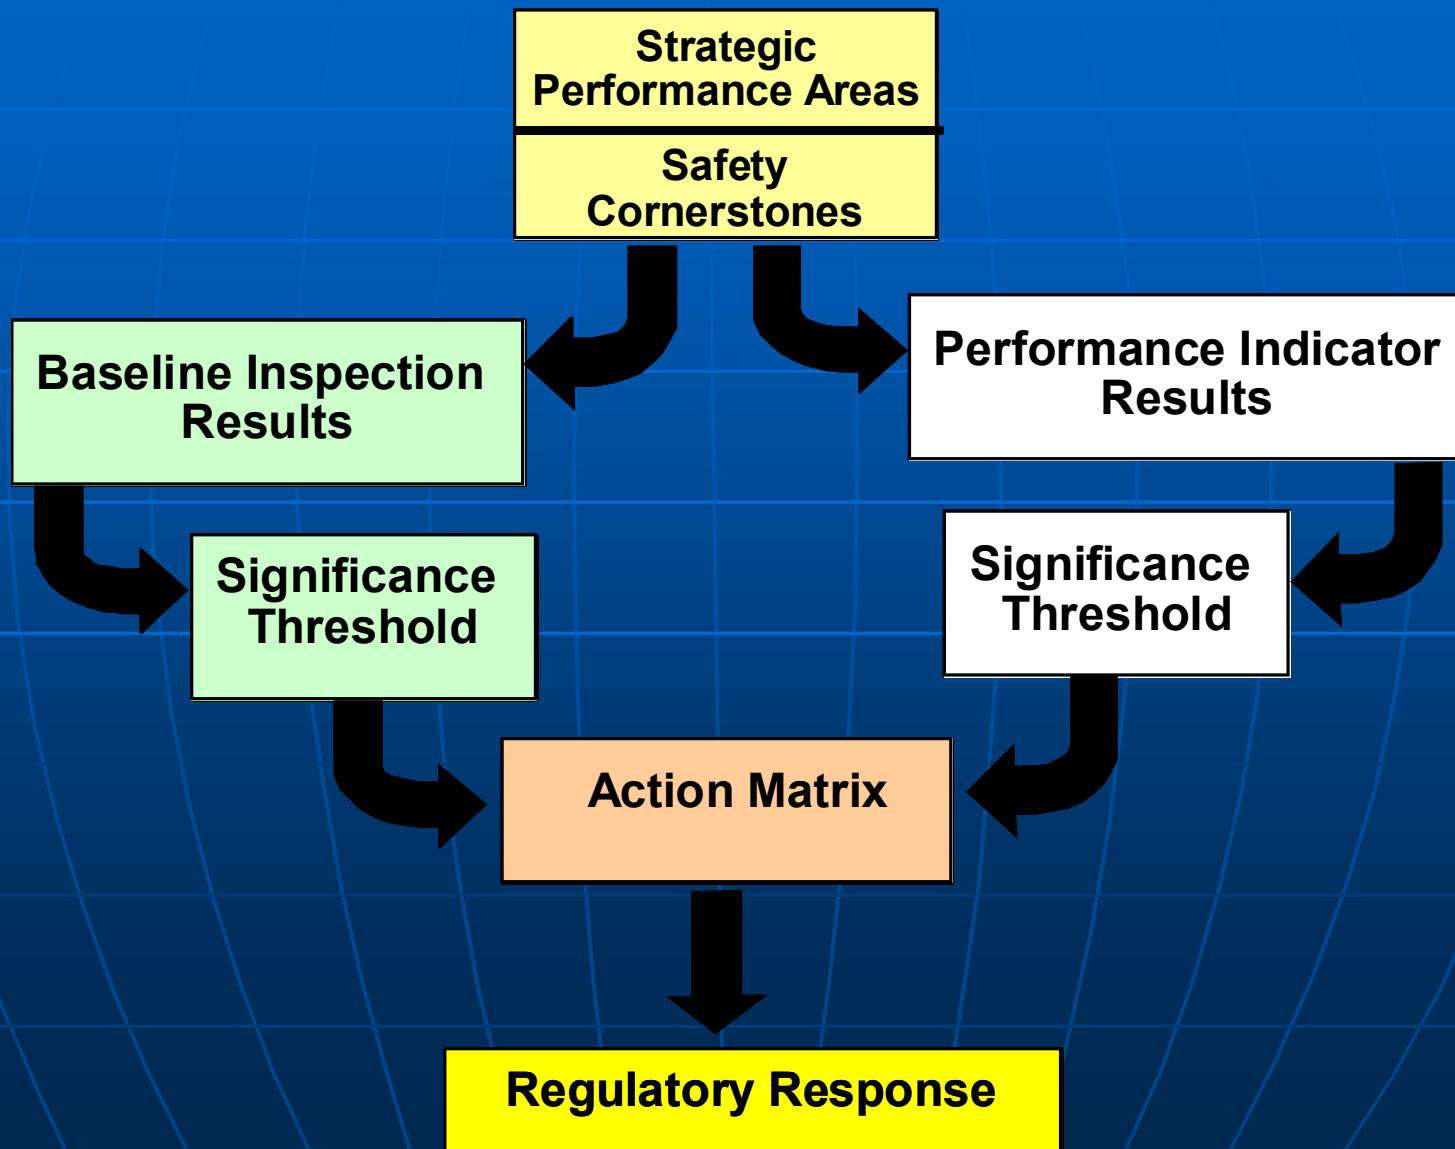 Strategic
Performance Areas
Safety
Cornerstones
Baseline Inspection
Results
Performance Indicator
Results
Significance
Threshold
Significance
Threshold
Action Matrix
Regulatory Response